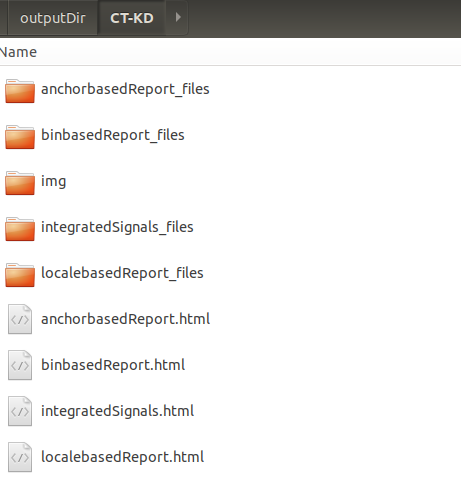 outputDir CT-KD
Name
anchorbasedReport_files
binbasedReport_files
img
integratedSignals_files
localebasedReport_files
anchorbasedReport.html
binbasedReport.html
integratedSignals.html
localebasedReport.html